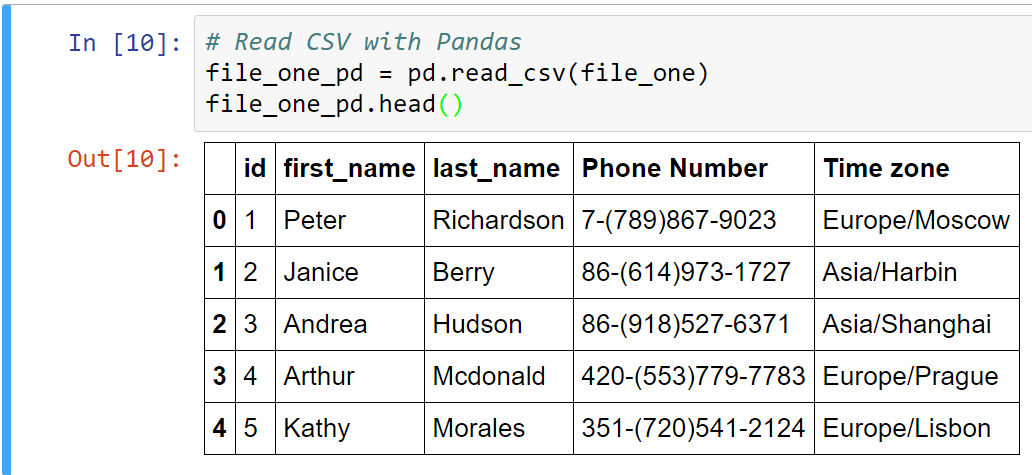 In [10]: # Read CSV with Pandas
file_one_pd = pd.read_csv(file_one)
file_one_pd.head()
Out[10]:
id first_name last_name Phone Number Time zone
0 1 Peter Richardson 7-(789)867-9023 Europe/Moscow
1 2 Janice Berry 86-(614)973-1727 Asia/Harbin
2 3 Andrea Hudson 86-(918)527-6371 Asia/Shanghai
3 4 Arthur Mcdonald 420-(553)779-7783 Europe/Prague
4 5 Kathy Morales 351-(720)541-2124 Europe/Lisbon